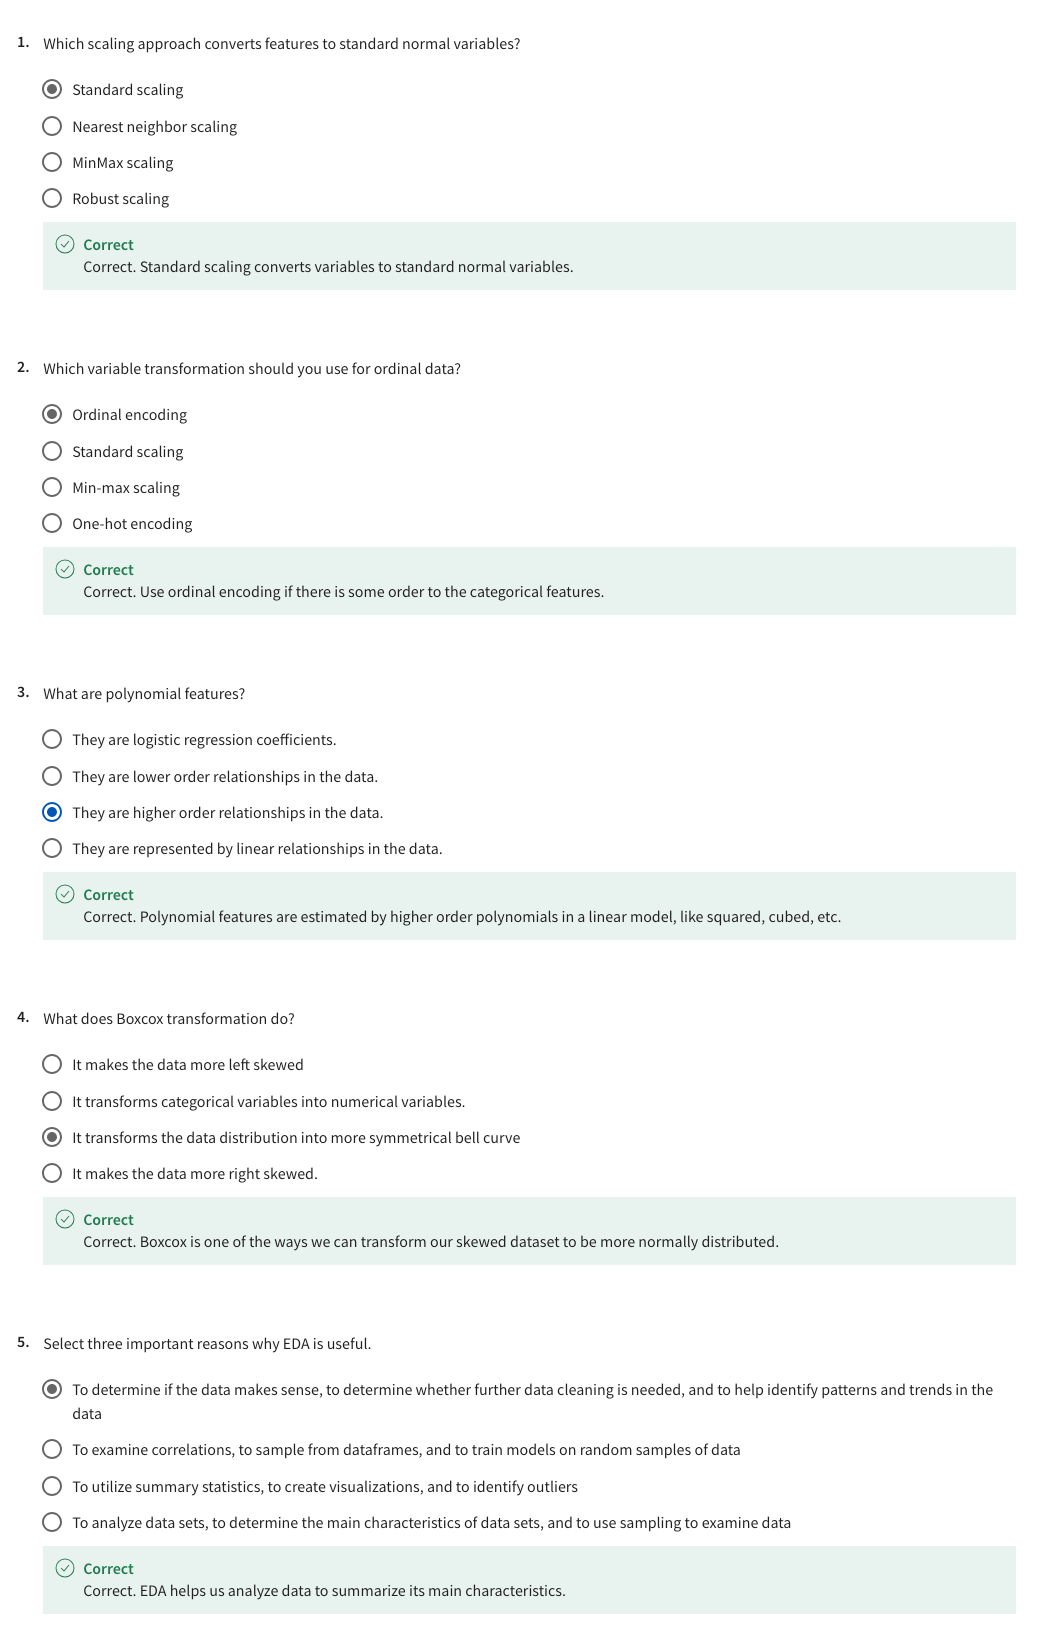 1. Which scaling approach converts features to standard normal variables?
Standard scaling
Nearest neighbor scaling
MinMax scaling
Robust scaling
Correct
Correct. Standard scaling converts variables to standard normal variables.
2. Which variable transformation should you use for ordinal data?
Ordinal encoding
Standard scaling
Min-max scaling
One-hot encoding
Correct
Correct. Use ordinal encoding if there is some order to the categorical features.
3. What are polynomial features?
They are logistic regression coefficients.
They are lower order relationships in the data.
They are higher order relationships in the data.
They are represented by linear relationships in the data.
Correct
Correct. Polynomial features are estimated by higher order polynomials in a linear model, like squared, cubed, etc.
4. What does Boxcox transformation do?
It makes the data more left skewed
It transforms categorical variables into numerical variables.
It transforms the data distribution into more symmetrical bell curve
It makes the data more right skewed.
Correct
Correct. Boxcox is one of the ways we can transform our skewed dataset to be more normally distributed.
5. Select three important reasons why EDA is useful.
To determine if the data makes sense, to determine whether further data cleaning is needed, and to help identify patterns and trends in the
data
To examine correlations, to sample from dataframes, and to train models on random samples of data
To utilize summary statistics, to create visualizations, and to identify outliers
To analyze data sets, to determine the main characteristics of data sets, and to use sampling to examine data
Correct
Correct. EDA helps us analyze data to summarize its main characteristics.